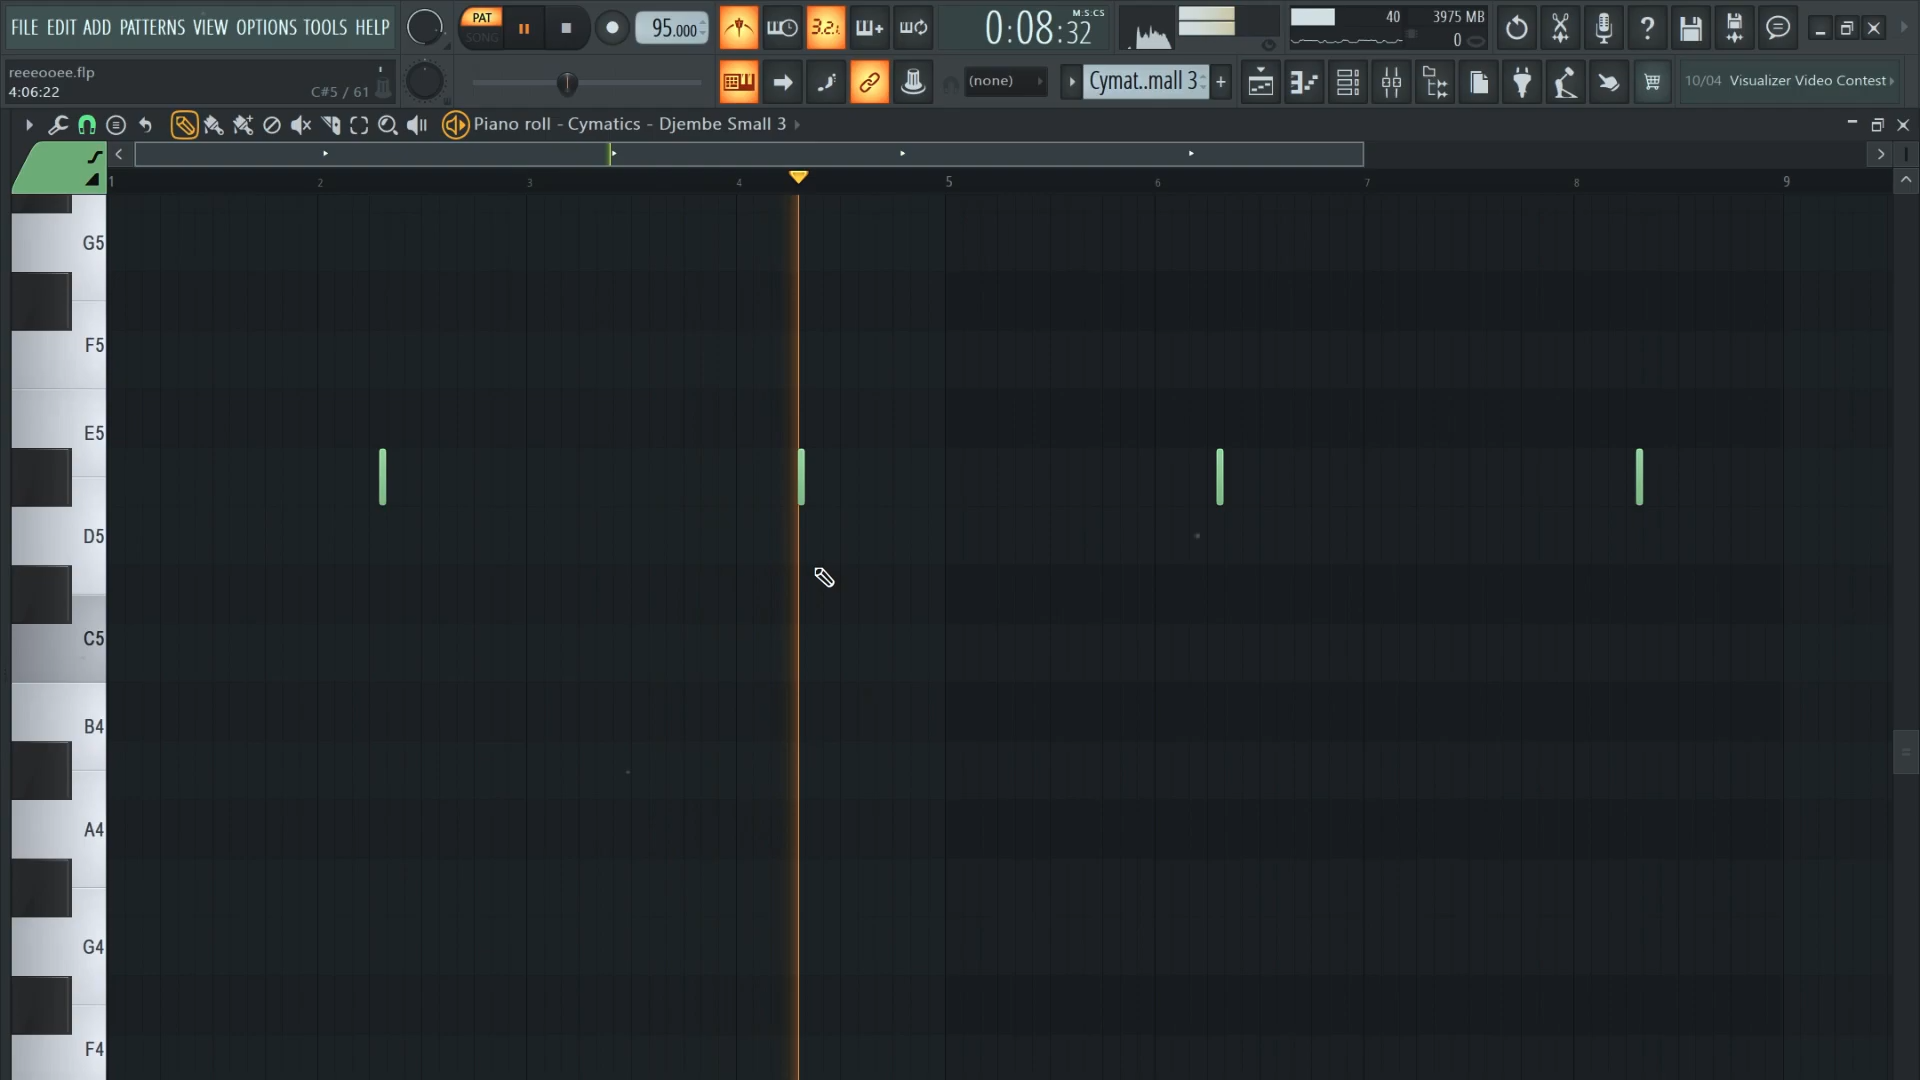 FILE EDIT ADD PATTERNS VIEW OPTIONS TOOLS HELP
PAT
SONG
95.000
3.2.
0:08:32
M:S:CS
40
3975 MB
0
reeeooee.flp
4:06:22
C#5 / 61
(none)
Cymat..mall 3
10/04 Visualizer Video Contest
Piano roll - Cymatics - Djembe Small 3
1 2 3 4 5 6 7 8 9
G5
F5
E5
D5
C5
B4
A4
G4
F4